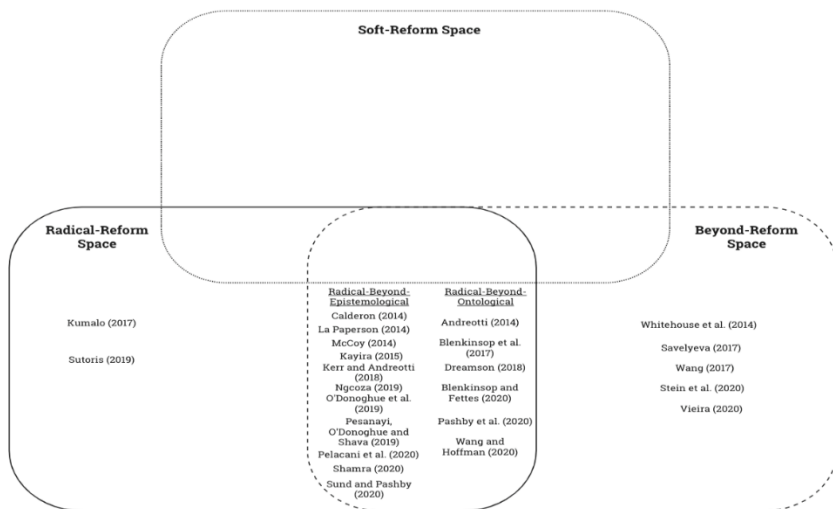 Soft-Reform Space
Radical-Reform
Space
Kumalo (2017)
Sutoris (2019)
Radical-Beyond-
Epistemological
Calderon (2014)
La Paperson (2014)
McCoy (2014)
Kayira (2015)
Kerr and Andreotti
(2018)
Ngcoza (2019)
O'Donoghue et al.
(2019)
Pesanayi,
O'Donoghue and
Shava (2019)
Pelacani et al. (2020)
Shamra (2020)
Sund and Pashby
(2020)
Radical-Beyond-
Ontological
Andreotti (2014)
Blenkinsop et al.
(2017)
Dreamson (2018)
Blenkinsop and
Fettes (2020)
Pashby et al. (2020)
Wang and
Hoffman (2020)
Beyond-Reform
Space
Whitehouse et al. (2014)
Savelyeva (2017)
Wang (2017)
Stein et al. (2020)
Vieira (2020)